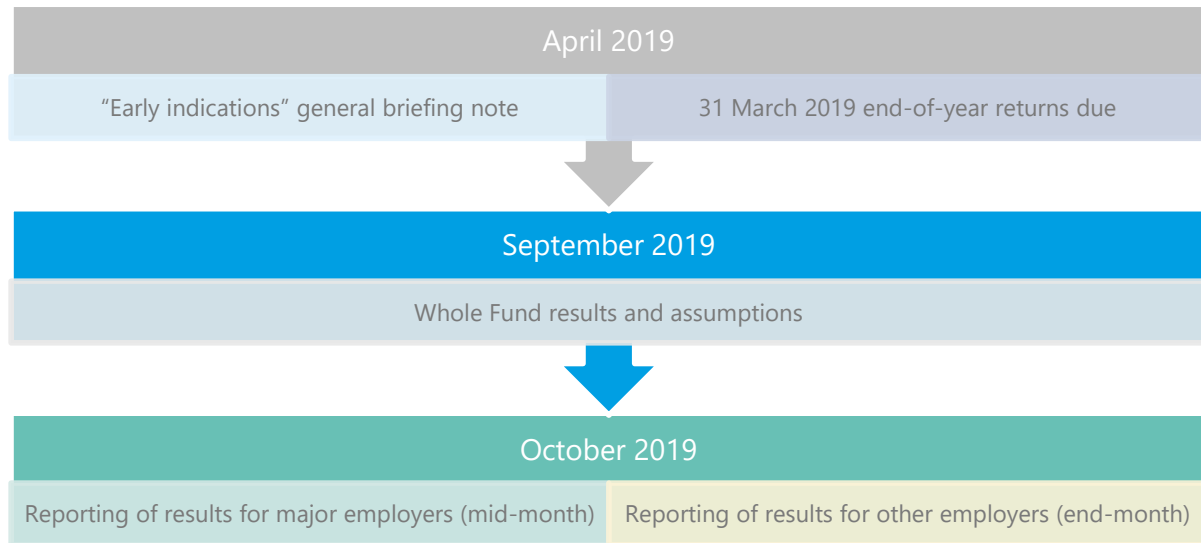 April 2019
“Early indications” general briefing note
31 March 2019 end-of-year returns due
September 2019
Whole Fund results and assumptions
October 2019
Reporting of results for major employers (mid-month)
Reporting of results for other employers (end-month)